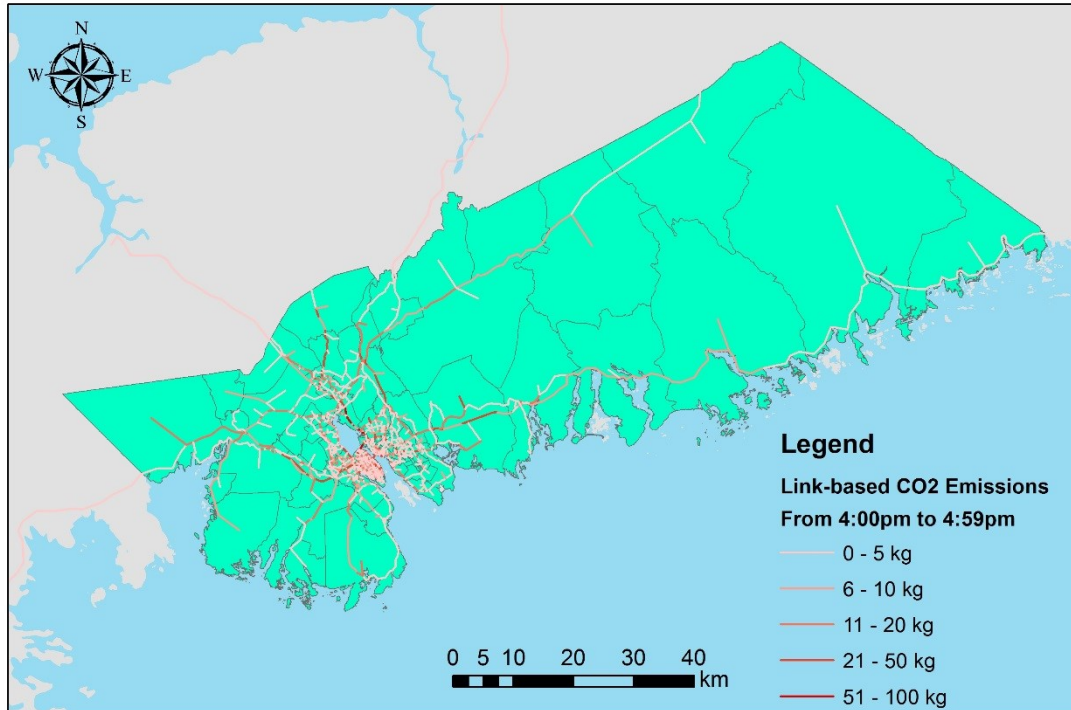 N
W E
S
Legend
Link-based CO2 Emissions
From 4:00pm to 4:59pm
0 - 5 kg
6 - 10 kg
11 - 20 kg
21 - 50 kg
51 - 100 kg
0 5 10 20 30 40
km